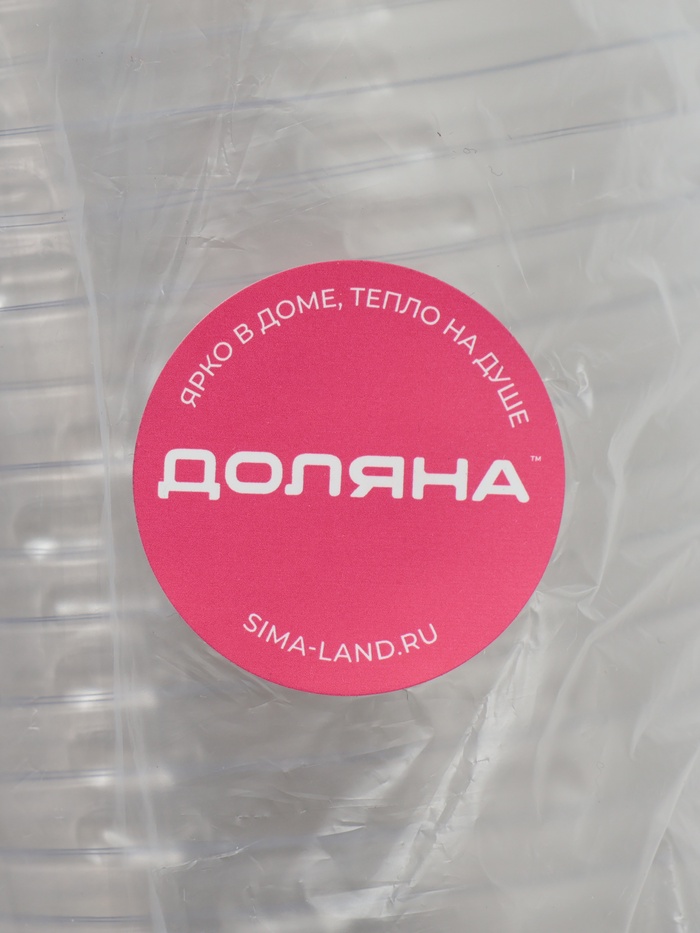 ЯРКО В ДОМЕ, ТЕПЛО НА ДУШЕ
ДОЛЯНА™
SIMA-LAND.RU